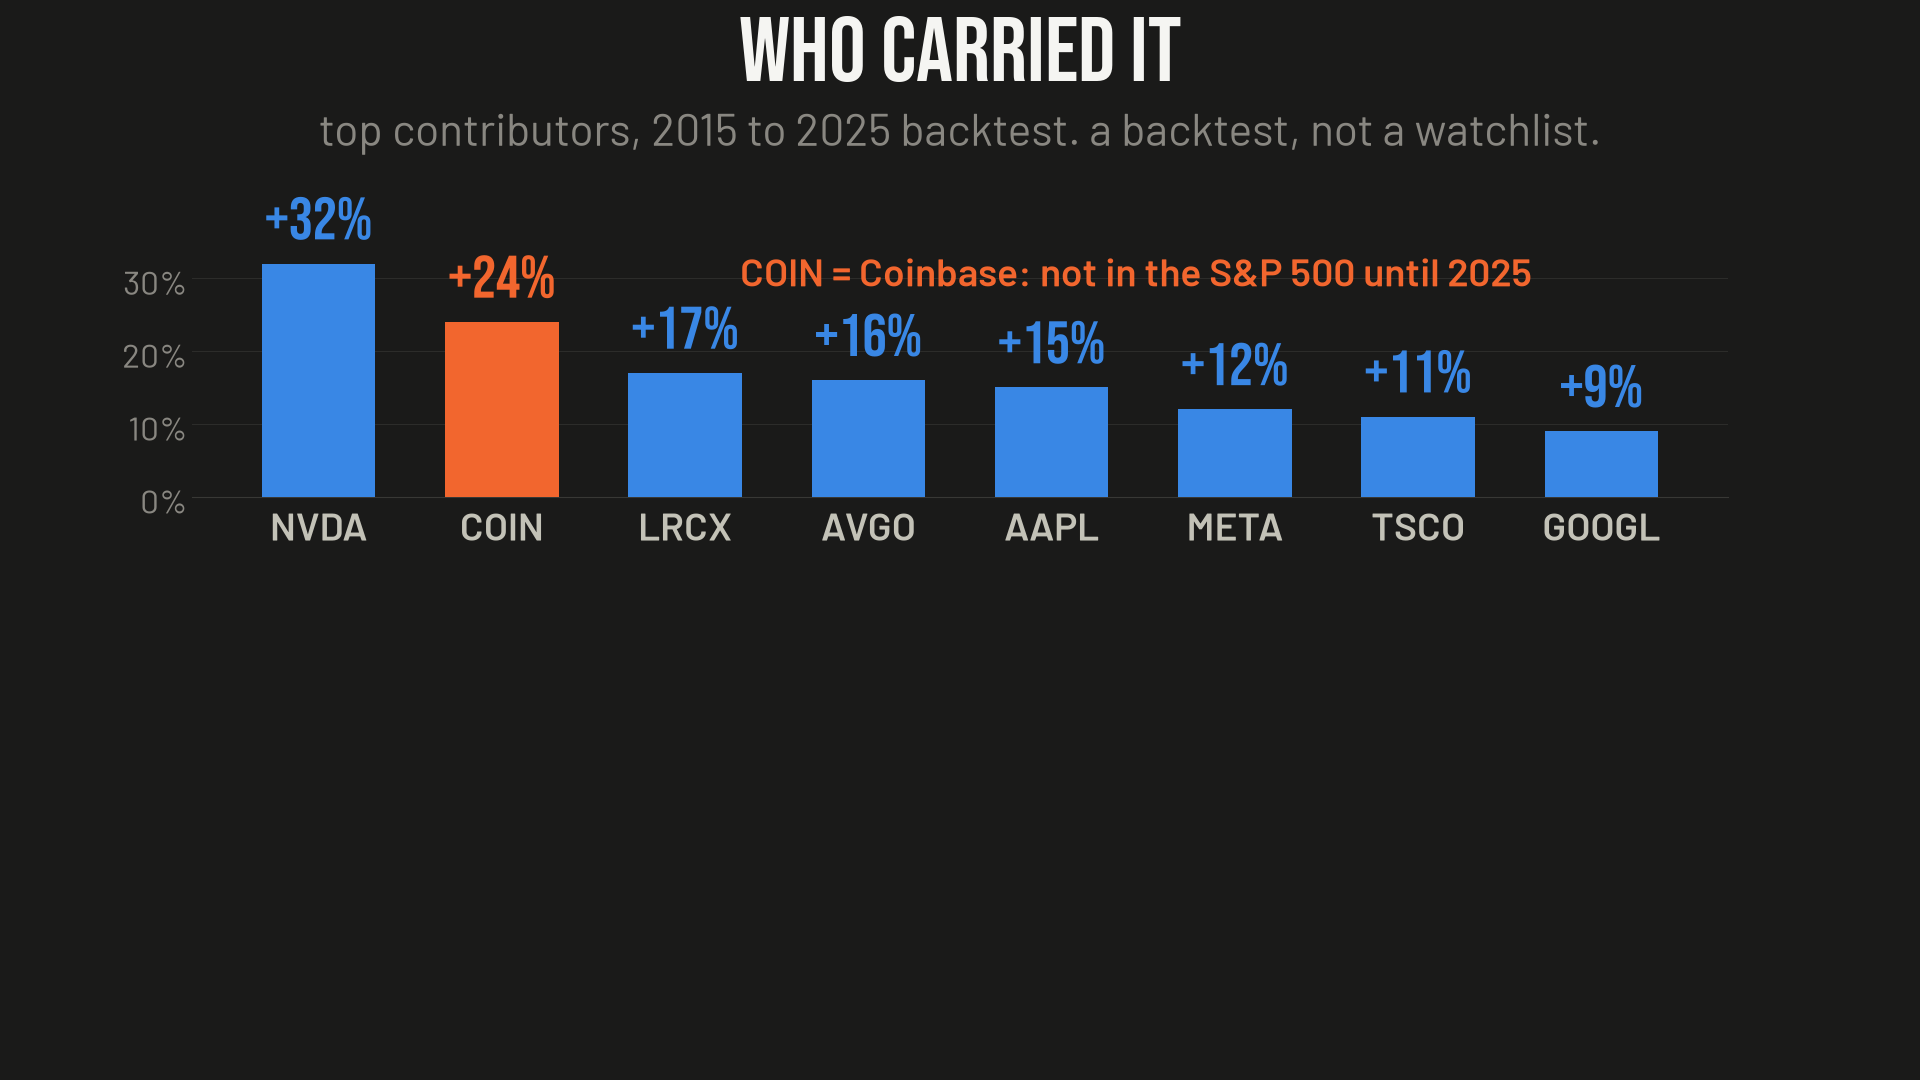 WHO CARRIED IT
top contributors, 2015 to 2025 backtest. a backtest, not a watchlist.
+32%
+24%
COIN = Coinbase: not in the S&P 500 until 2025
+17%
+16%
+15%
+12%
+11%
+9%
30%
20%
10%
0%
NVDA
COIN
LRCX
AVGO
AAPL
META
TSCO
GOOGL